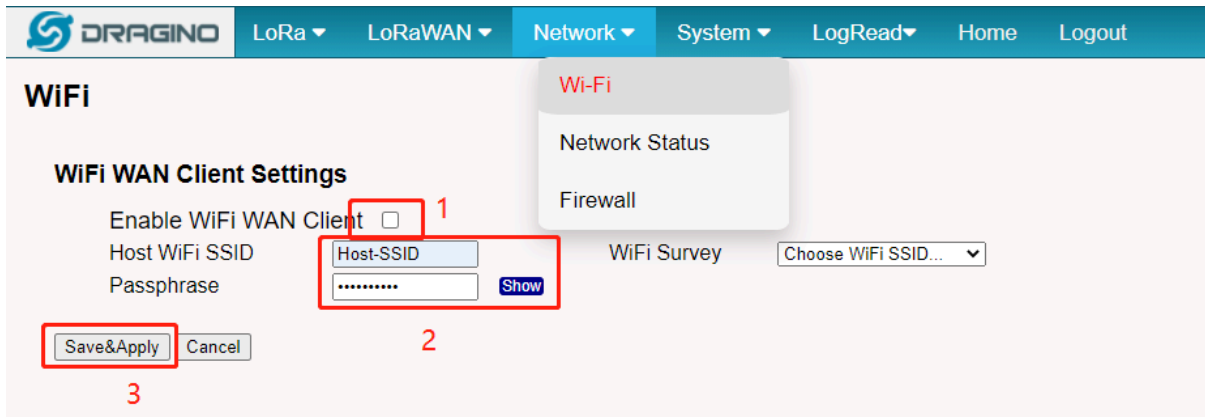 DRAGINO LoRa LoRaWAN Network System LogRead Home Logout
Wi-Fi
WiFi
Network Status
WiFi WAN Client Settings
Firewall
Enable WiFi WAN Client 1
Host WiFi SSID Host-SSID WiFi Survey Choose WiFi SSID...
Passphrase •••••••••• Show
Save&Apply Cancel 2
3